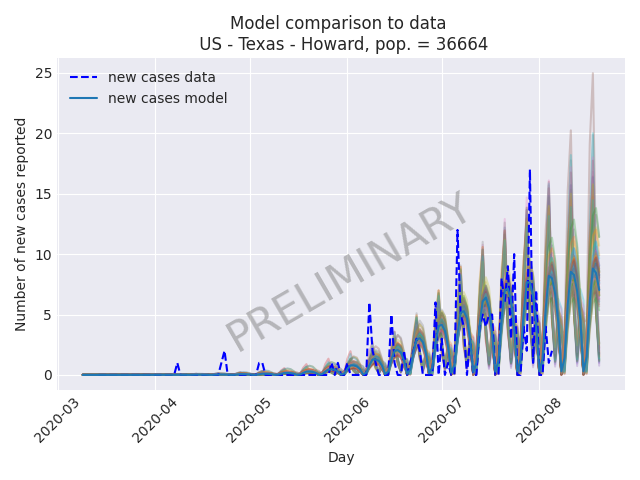 Model comparison to data
US - Texas - Howard, pop. = 36664
25
20
15
10
5
0
Number of new cases reported
new cases data
new cases model
PRELIMINARY
2020-03
2020-04
2020-05
2020-06
2020-07
2020-08
Day